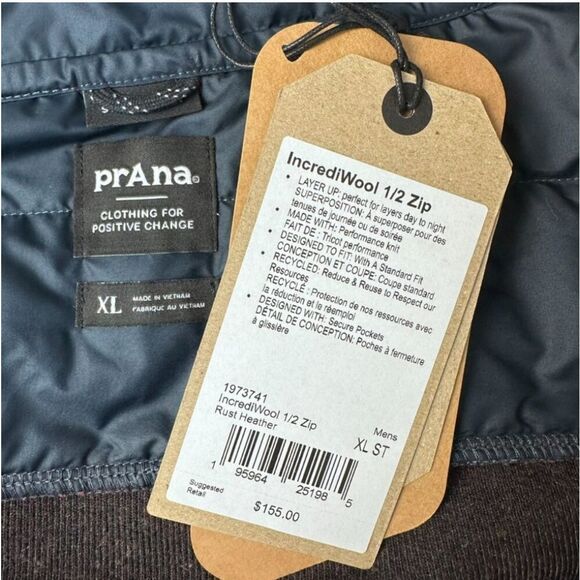 prAna
CLOTHING FOR
POSITIVE CHANGE
XL
MADE IN VIETNAM
FABRIQUE AU VIETNAM
IncrediWool 1/2 Zip
• LAYER UP: perfect for layers day to night
SUPERPOSITION: À superposer pour des
tenues de journée ou de soirée
• MADE WITH: Performance knit
FAIT DE : Tricot performance
• DESIGNED TO FIT: With A Standard Fit
CONCEPTION ET COUPE: Coupe standard
• RECYCLED: Reduce & Reuse to Respect our
Resources
RECYCLÉ : Protection de nos ressources avec
la réduction et le réemploi
• DESIGNED WITH: Secure Pockets
DÉTAIL DE CONCEPTION: Poches à fermeture
à glissière
1973741
IncrediWool 1/2 Zip
Rust Heather
Mens
XL ST
1 95964 25198 5
Suggested
Retail
$155.00